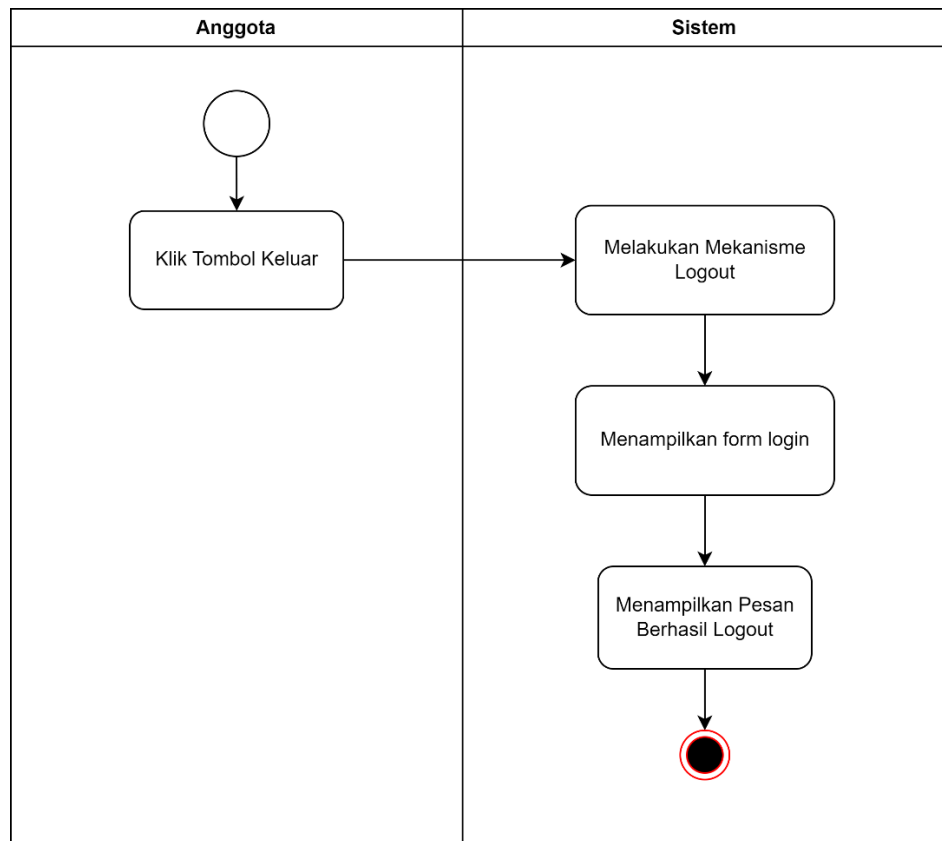 Anggota
Sistem
Klik Tombol Keluar
Melakukan Mekanisme
Logout
Menampilkan form login
Menampilkan Pesan
Berhasil Logout